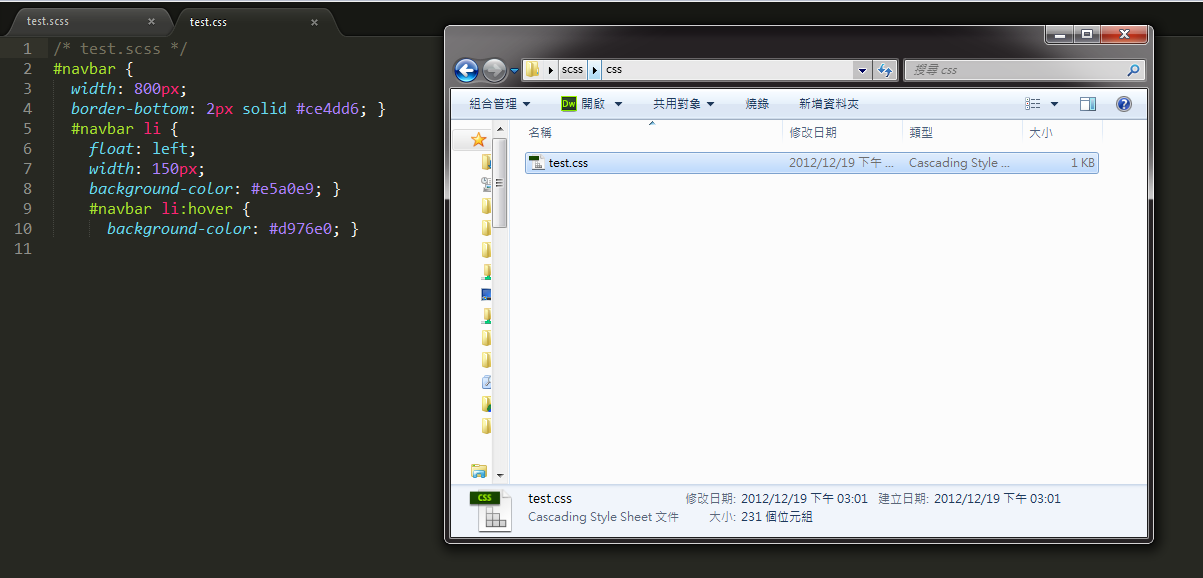 test.scss
test.css
1 /* test.scss */
2 #navbar {
3 width: 800px;
4 border-bottom: 2px solid #ce4dd6; }
5 #navbar li {
6 float: left;
7 width: 150px;
8 background-color: #e5a0e9; }
9 #navbar li:hover {
10 background-color: #d976e0; }
11
scss css
搜尋 css
組合管理 Dw 開啟 共用對象 燒錄 新增資料夾
名稱 修改日期 類型 大小
test.css 2012/12/19 下午 ... Cascading Style ... 1 KB
CSS
test.css 修改日期: 2012/12/19 下午 03:01 建立日期: 2012/12/19 下午 03:01
Cascading Style Sheet 文件 大小: 231 個位元組